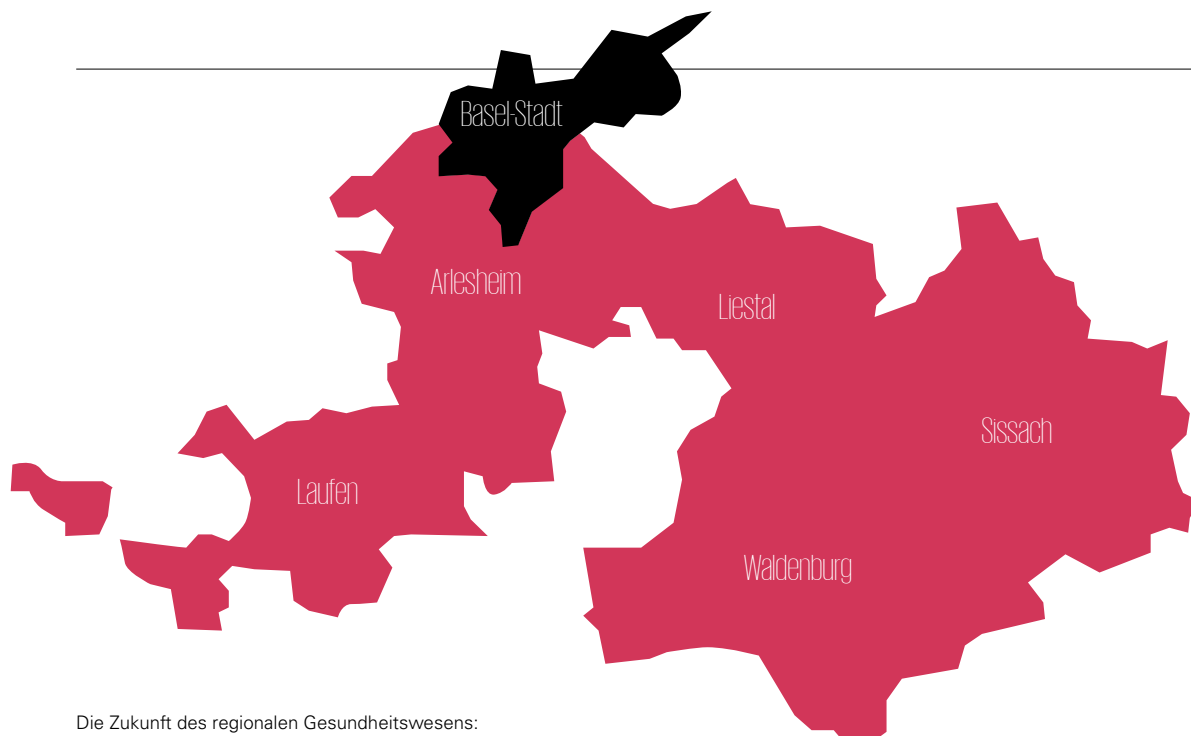 Basel-Stadt
Arlesheim
Liestal
Sissach
Laufen
Waldenburg
Die Zukunft des regionalen Gesundheitswesens: